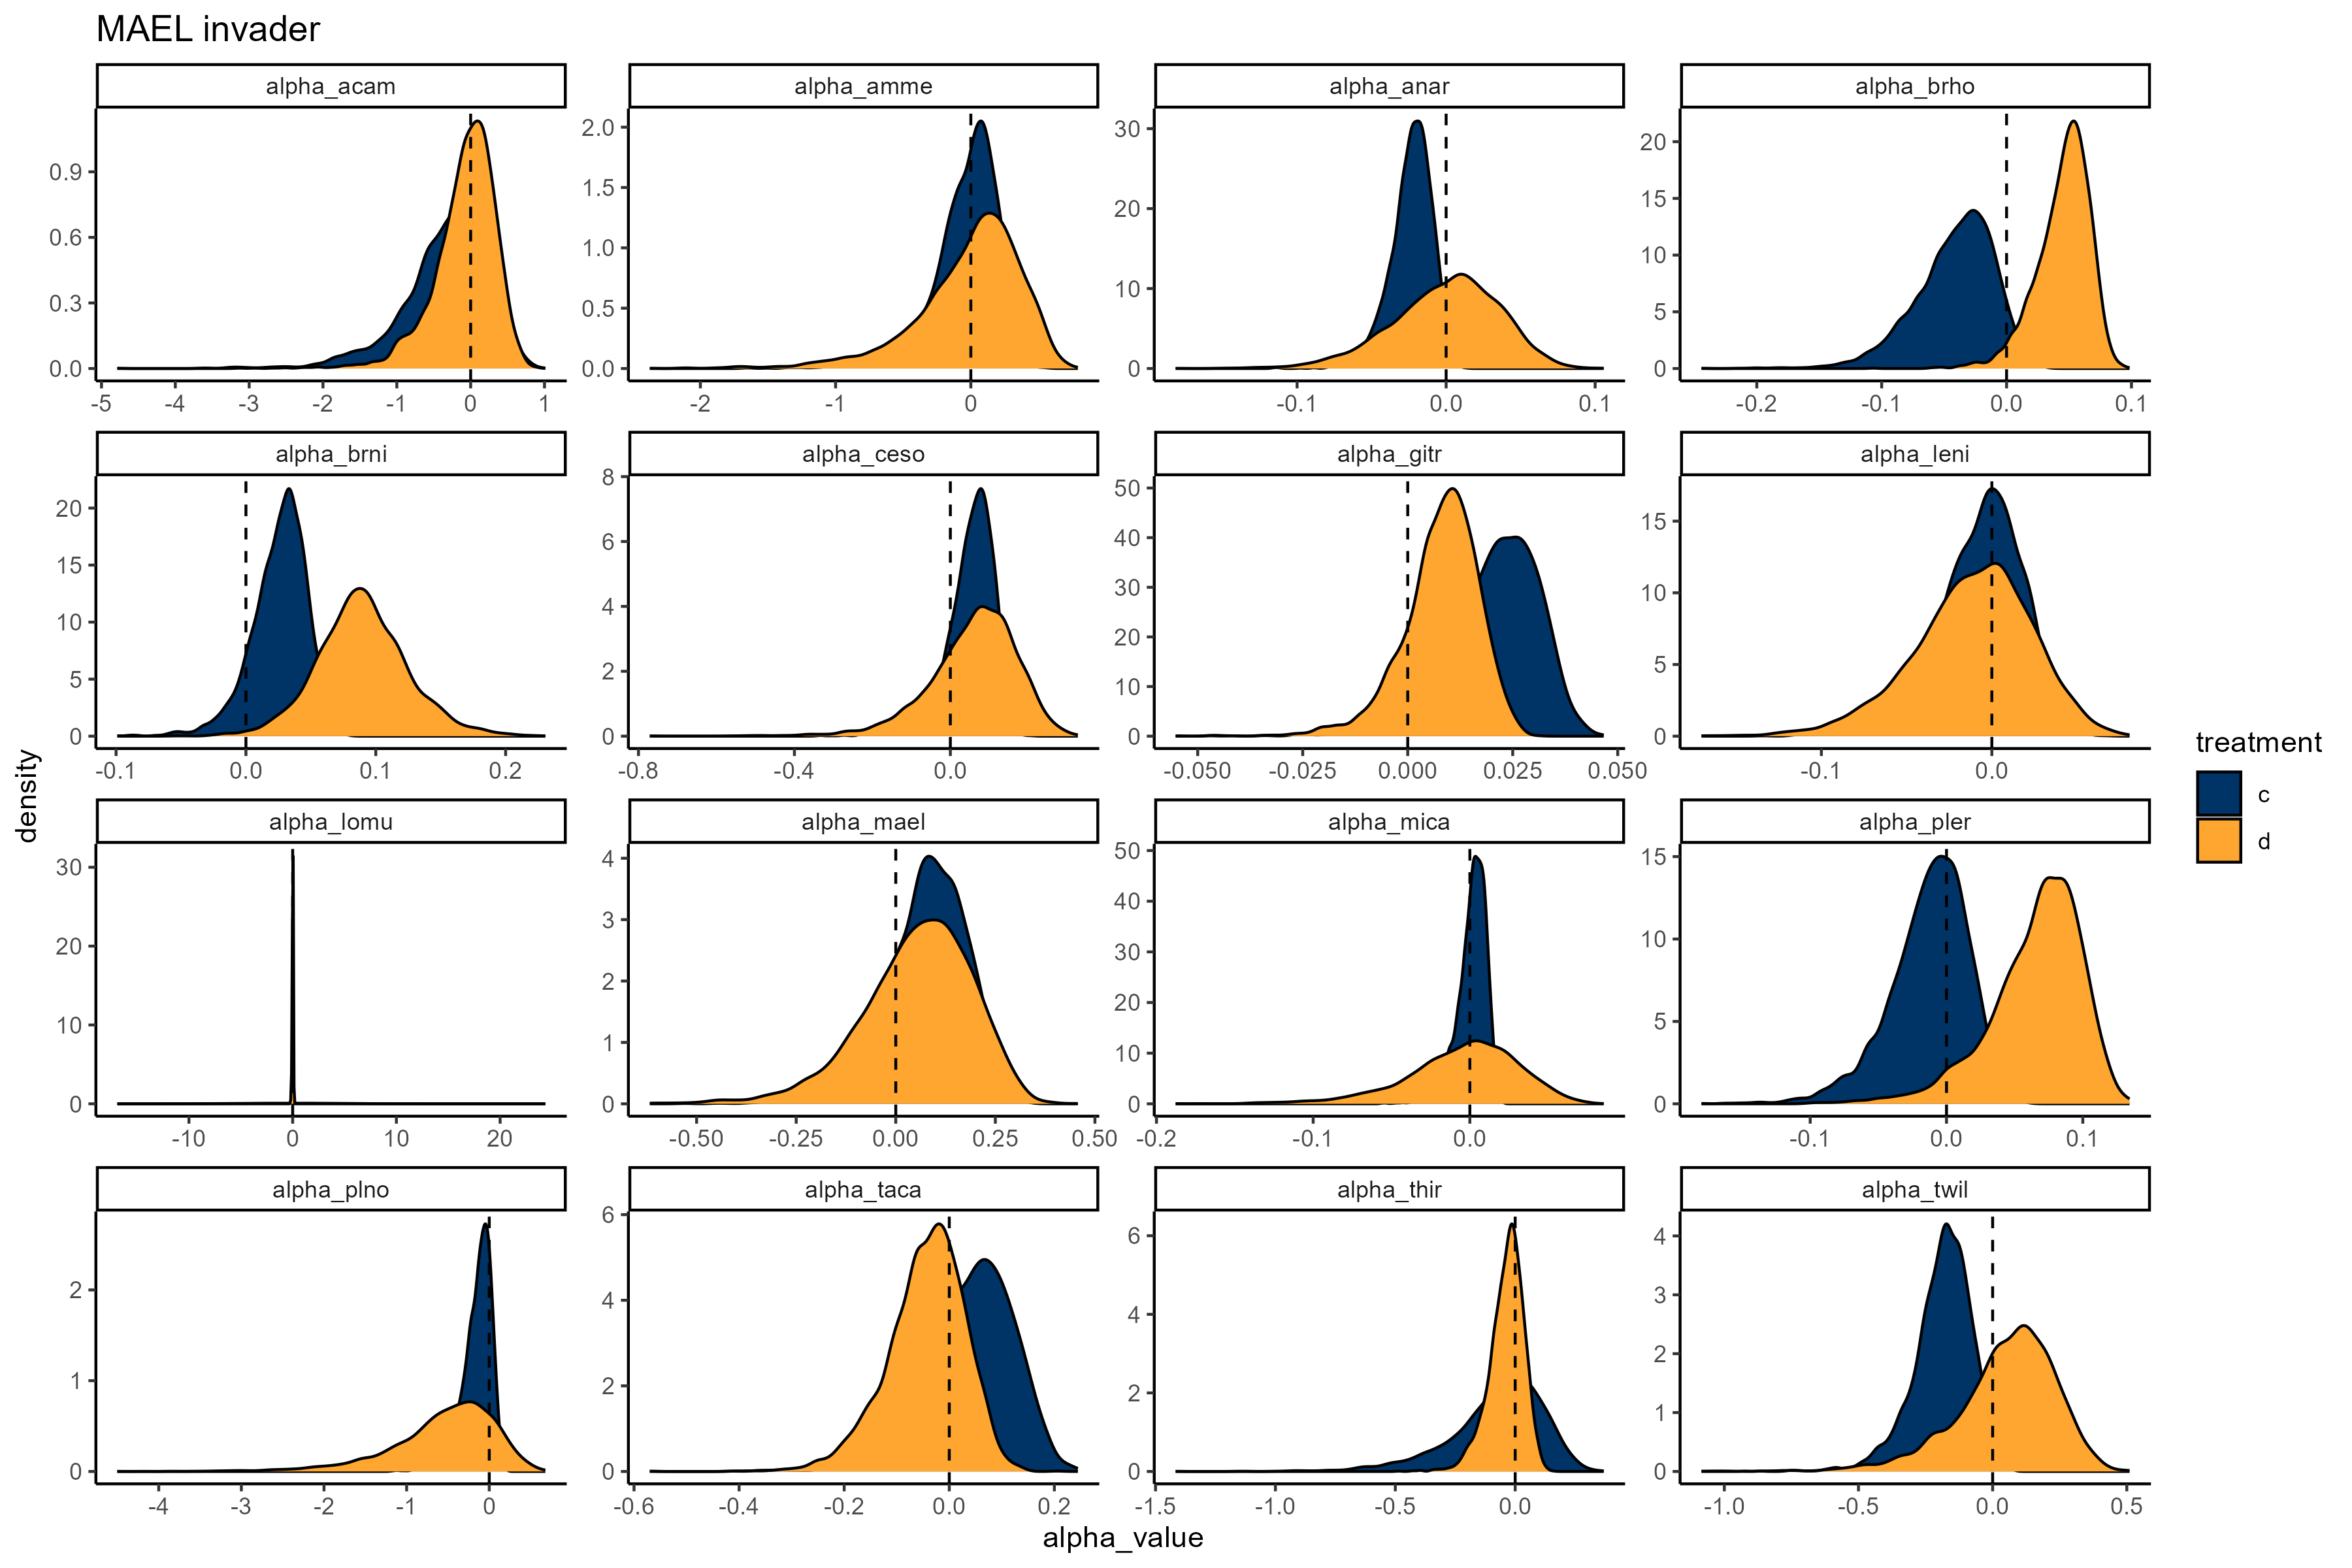 MAEL invader
alpha_acam alpha_amme alpha_anar alpha_brho
0.0 0.3 0.6 0.9
-5 -4 -3 -2 -1 0 1
0.0 0.5 1.0 1.5 2.0
-2 -1 0
0 10 20 30
-0.1 0.0 0.1
0 5 10 15 20
-0.2 -0.1 0.0 0.1
alpha_brni alpha_ceso alpha_gitr alpha_leni
0 5 10 15 20
-0.1 0.0 0.1 0.2
0 2 4 6 8
-0.8 -0.4 0.0
0 10 20 30 40 50
-0.050 -0.025 0.000 0.025 0.050
0 5 10 15
-0.1 0.0
alpha_lomu alpha_mael alpha_mica alpha_pler
0 10 20 30
-10 0 10 20
0 1 2 3 4
-0.50 -0.25 0.00 0.25 0.50
0 10 20 30 40 50
-0.2 -0.1 0.0
0 5 10 15
-0.1 0.0 0.1
alpha_plno alpha_taca alpha_thir alpha_twil
0 1 2
-4 -3 -2 -1 0
0 2 4 6
-0.6 -0.4 -0.2 0.0 0.2
0 2 4 6
-1.5 -1.0 -0.5 0.0
0 1 2 3 4
-1.0 -0.5 0.0 0.5
density
alpha_value
treatment
c
d